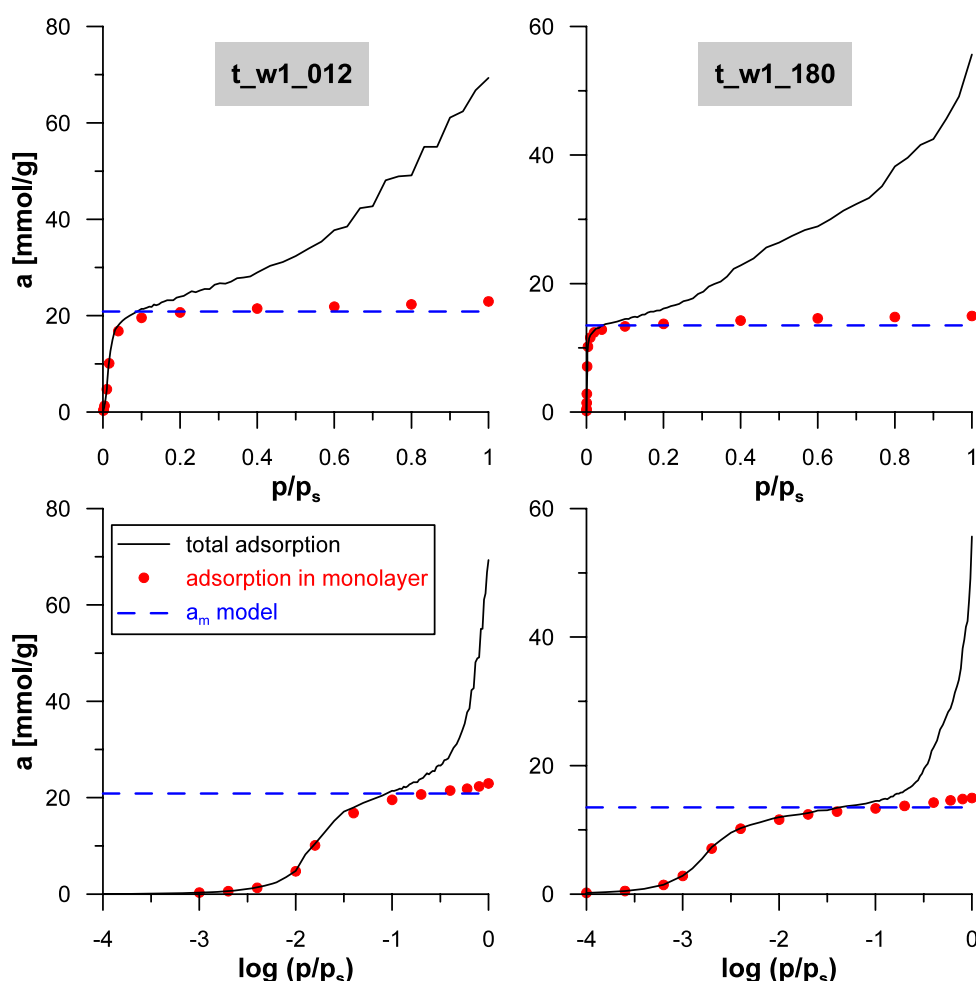 t_w1_012
80
60
40
20
0
a [mmol/g]
0 0.2 0.4 0.6 0.8 1
p/pₛ
t_w1_180
60
40
20
0
0 0.2 0.4 0.6 0.8 1
p/pₛ
80
60
40
20
0
a [mmol/g]
total adsorption
adsorption in monolayer
aₘ model
-4 -3 -2 -1 0
log (p/pₛ)
60
40
20
0
-4 -3 -2 -1 0
log (p/pₛ)